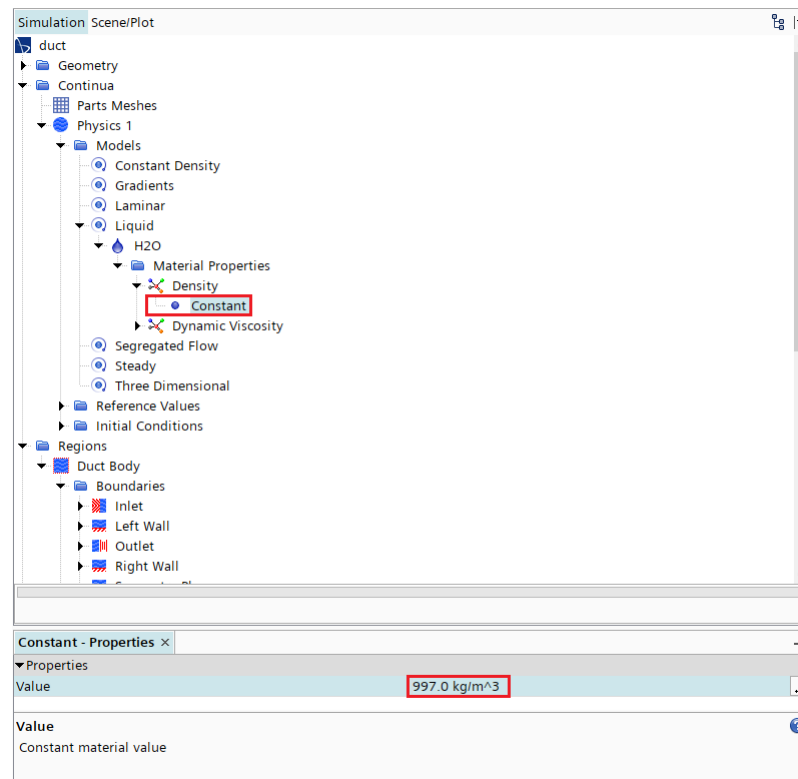 Simulation Scene/Plot
duct
Geometry
Continua
Parts Meshes
Physics 1
Models
Constant Density
Gradients
Laminar
Liquid
H2O
Material Properties
Density
Constant
Dynamic Viscosity
Segregated Flow
Steady
Three Dimensional
Reference Values
Initial Conditions
Regions
Duct Body
Boundaries
Inlet
Left Wall
Outlet
Right Wall
Constant - Properties ×
Properties
Value 997.0 kg/m^3
Value
Constant material value